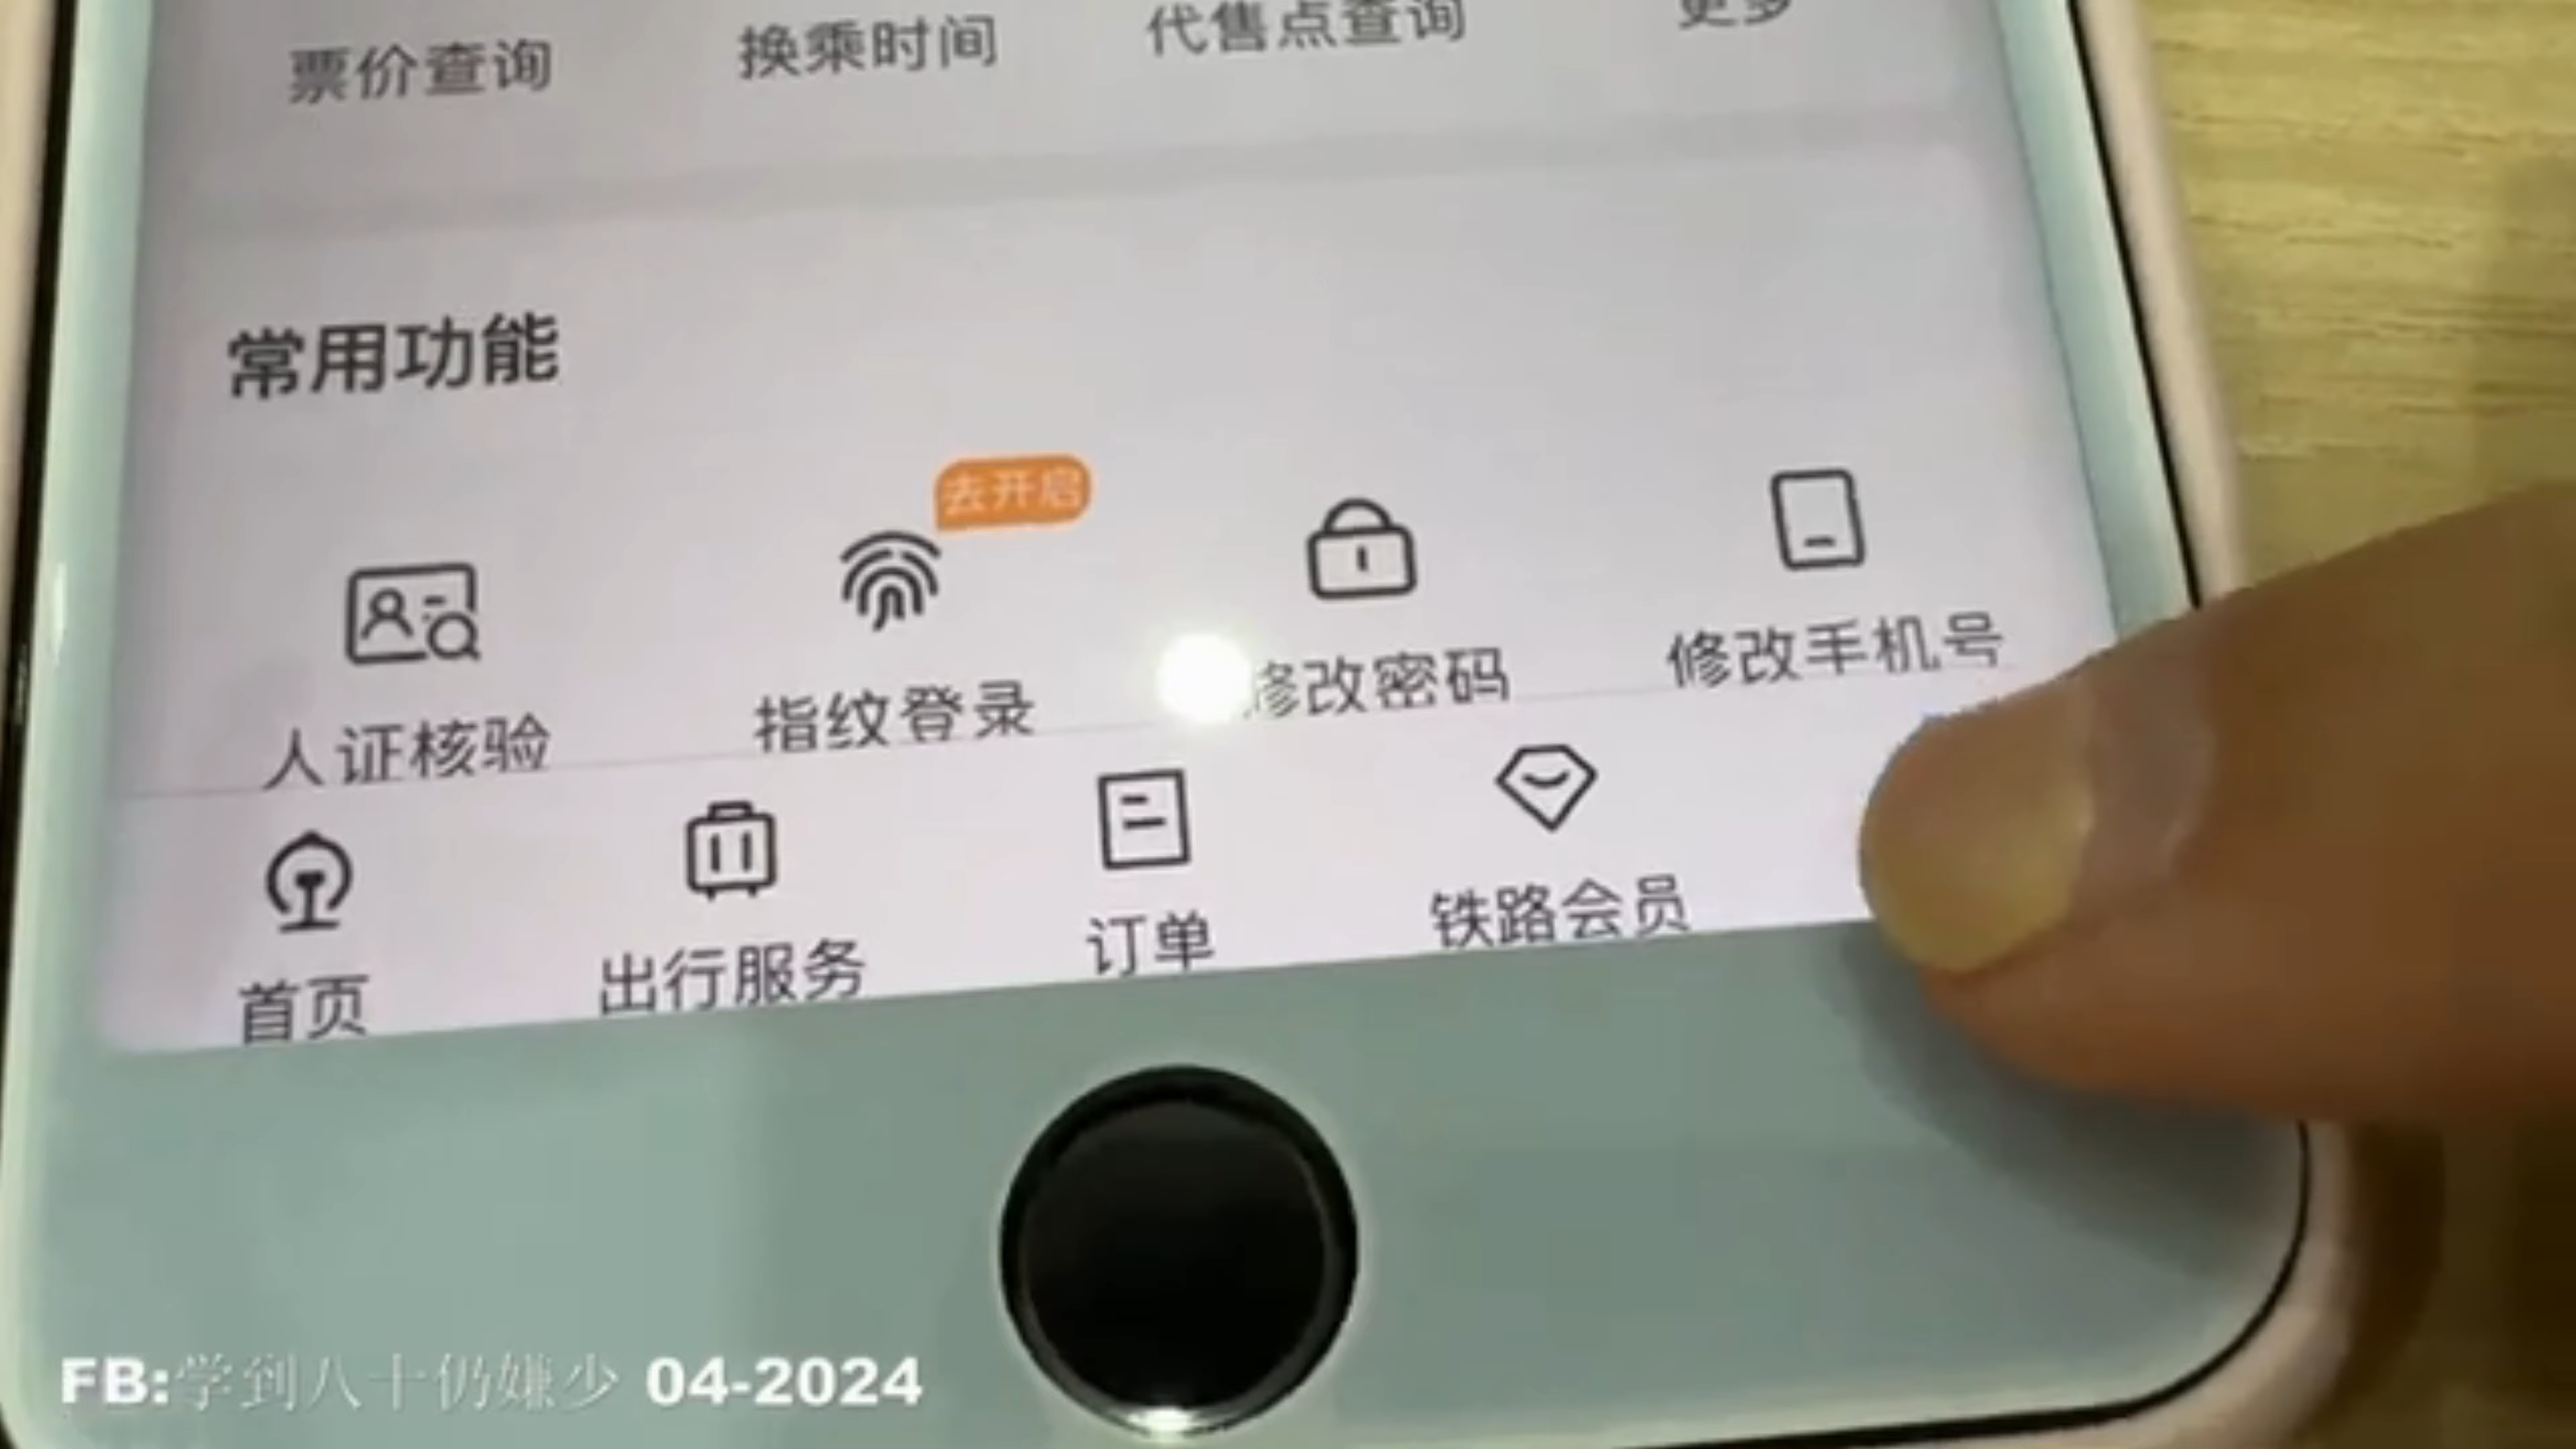 票价查询 换乘时间 代售点查询 更多
常用功能
去开启
人证核验 指纹登录 修改密码 修改手机号
首页 出行服务 订单 铁路会员
FB:学到八十仍嫌少 04-2024